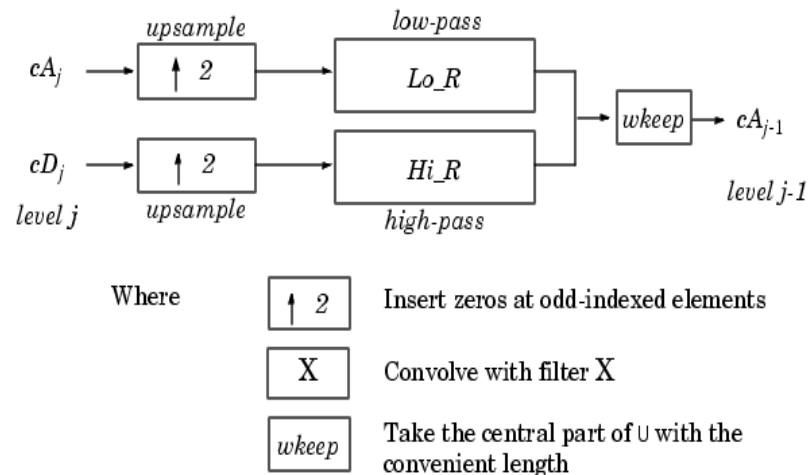 upsample
low-pass
cA_j
↑ 2
Lo_R
wkeep
cA_{j-1}
cD_j
↑ 2
Hi_R
level j
upsample
high-pass
level j-1
Where
↑ 2
Insert zeros at odd-indexed elements
X
Convolve with filter X
wkeep
Take the central part of U with the
convenient length